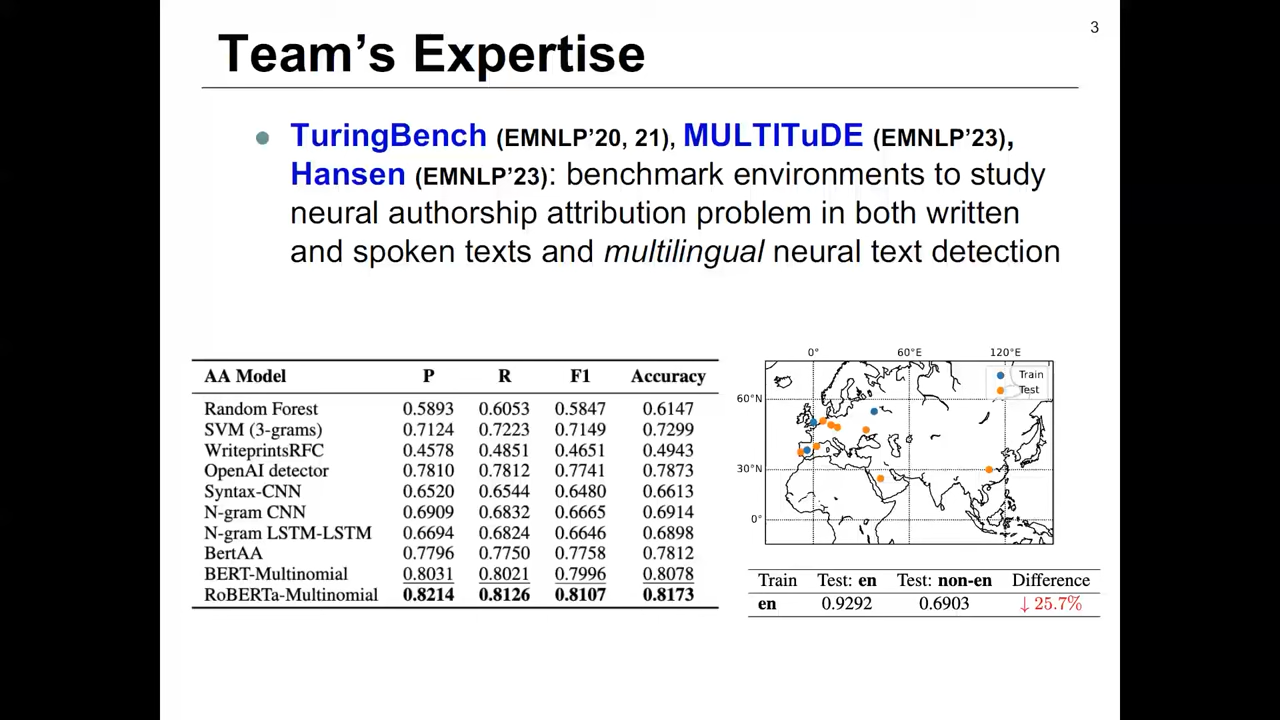 3
Team’s Expertise
● TuringBench (EMNLP’20, 21), MULTITuDE (EMNLP’23),
Hansen (EMNLP’23): benchmark environments to study
neural authorship attribution problem in both written
and spoken texts and multilingual neural text detection
AA Model P R F1 Accuracy
Random Forest 0.5893 0.6053 0.5847 0.6147
SVM (3-grams) 0.7124 0.7223 0.7149 0.7299
WriteprintsRFC 0.4578 0.4851 0.4651 0.4943
OpenAI detector 0.7810 0.7812 0.7741 0.7873
Syntax-CNN 0.6520 0.6544 0.6480 0.6613
N-gram CNN 0.6909 0.6832 0.6665 0.6914
N-gram LSTM-LSTM 0.6694 0.6824 0.6646 0.6898
BertAA 0.7796 0.7750 0.7758 0.7812
BERT-Multinomial 0.8031 0.8021 0.7996 0.8078
RoBERTa-Multinomial 0.8214 0.8126 0.8107 0.8173
0° 60°E 120°E
Train
Test
60°N
30°N
0°
Train Test: en Test: non-en Difference
en 0.9292 0.6903 ↓ 25.7%